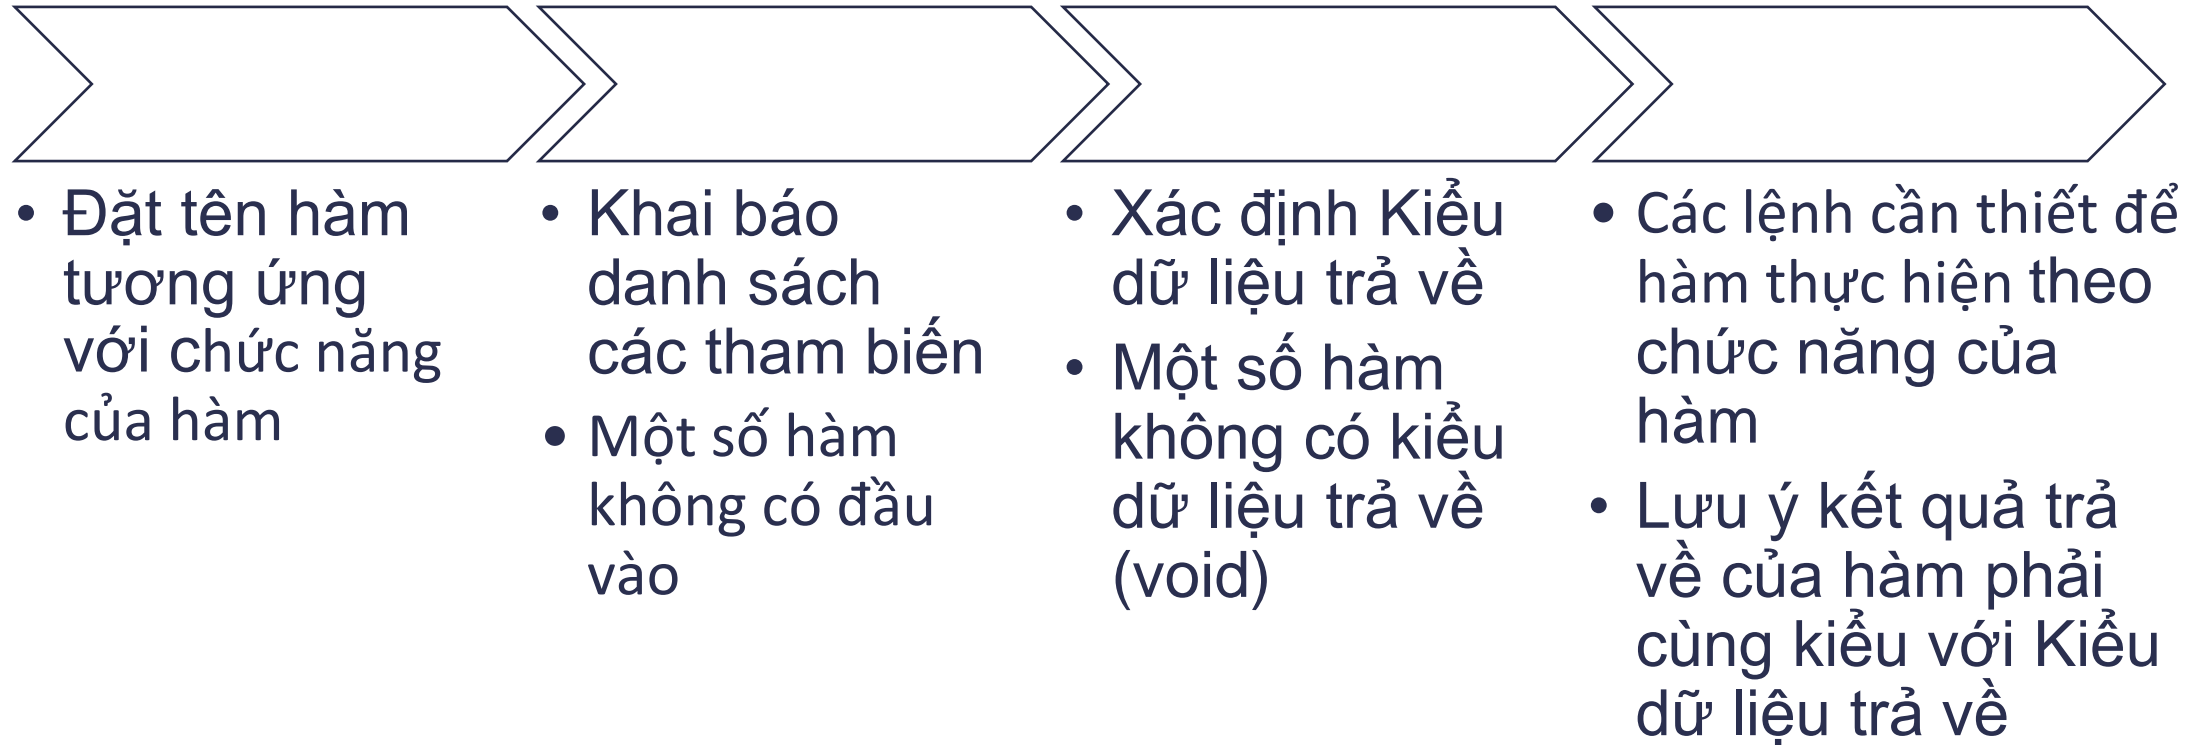 • Đặt tên hàm
tương ứng
với chức năng
của hàm
• Khai báo
danh sách
các tham biến
• Một số hàm
không có đầu
vào
• Xác định Kiểu
dữ liệu trả về
• Một số hàm
không có kiểu
dữ liệu trả về
(void)
• Các lệnh cần thiết để
hàm thực hiện theo
chức năng của
hàm
• Lưu ý kết quả trả
về của hàm phải
cùng kiểu với Kiểu
dữ liệu trả về